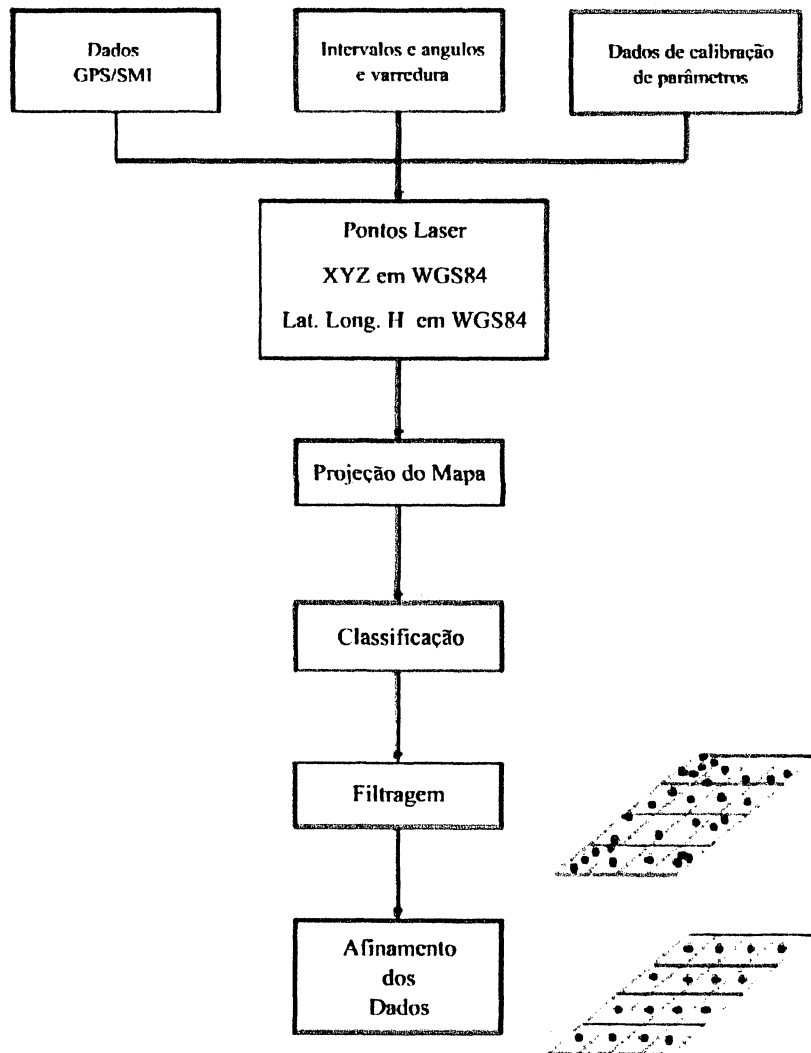 Dados
GPS/SMI
Intervalos e angulos
e varredura
Dados de calibração
de parâmetros
Pontos Laser
XYZ em WGS84
Lat. Long. H em WGS84
Projeção do Mapa
Classificação
Filtragem
Afinamento
dos
Dados